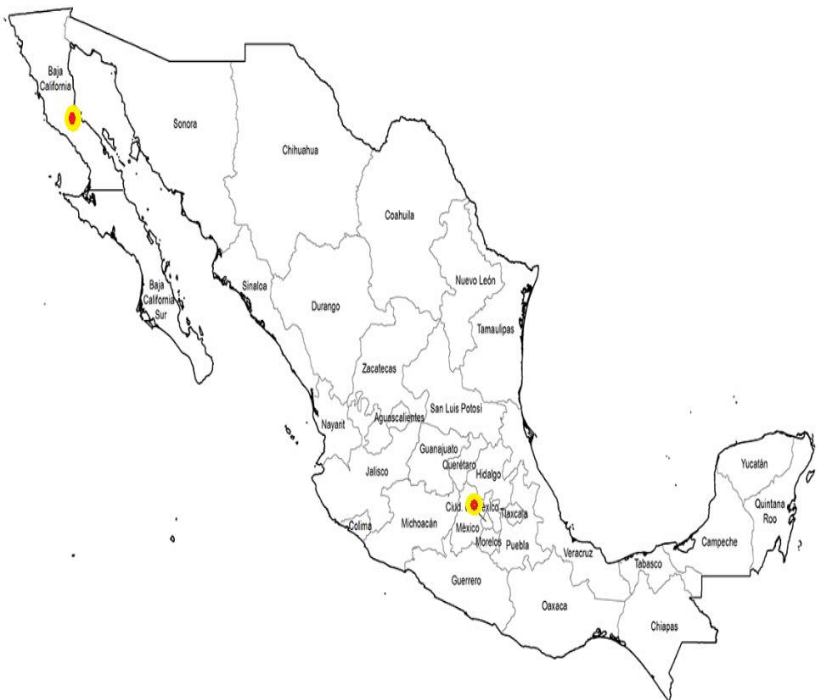 Baja
California
Sonora
Chihuahua
Coahuila
Nuevo León
Sinaloa
Durango
Baja
California
Sur
Tamaulipas
Zacatecas
San Luis Potosí
Nayarit
Aguascalientes
Guanajuato
Querétaro
Hidalgo
Jalisco
Yucatán
Quintana
Roo
Ciud. México
Tlaxcala
Colima
Michoacán
México
Morelos
Puebla
Veracruz
Campeche
Tabasco
Guerrero
Oaxaca
Chiapas